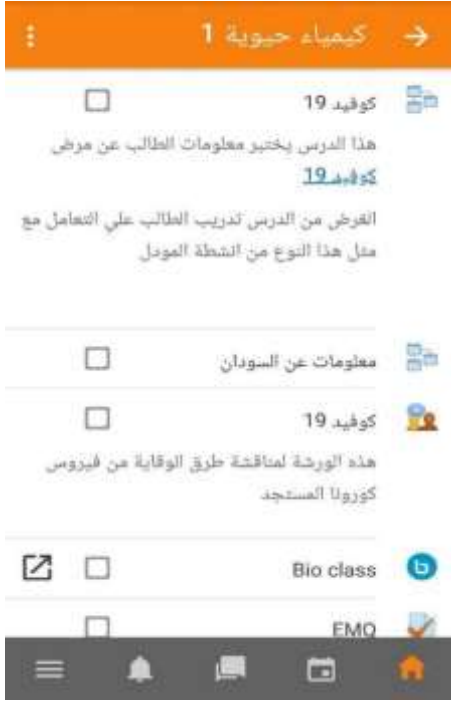 كيمياء حيوية 1
كوفيد 19
هذا الدرس يختبر معلومات الطالب عن مرض
كوفيد 19
الغرض من الدرس تدريب الطالب علي التعامل مع
مثل هذا النوع من انشطة المودل
معلومات عن السودان
كوفيد 19
هذه الورشة لمناقشة طرق الوقاية من فيروس
كورونا المستجد
Bio class
EMQ